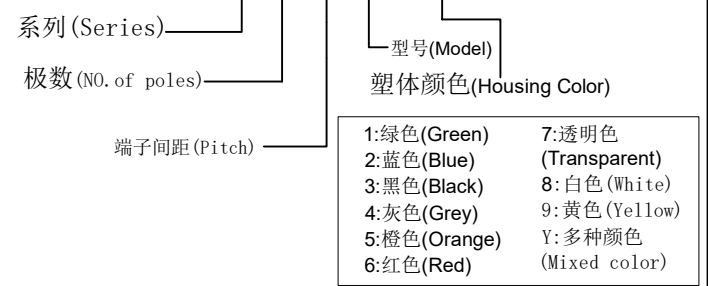 系列(Series)
型号(Model)
极数(NO.of poles)
塑体颜色(Housing Color)
端子间距(Pitch)
1:绿色(Green)
2:蓝色(Blue)
3:黑色(Black)
4:灰色(Grey)
5:橙色(Orange)
6:红色(Red)
7:透明色
(Transparent)
8:白色(White)
9:黄色(Yellow)
Y:多种颜色
(Mixed color)